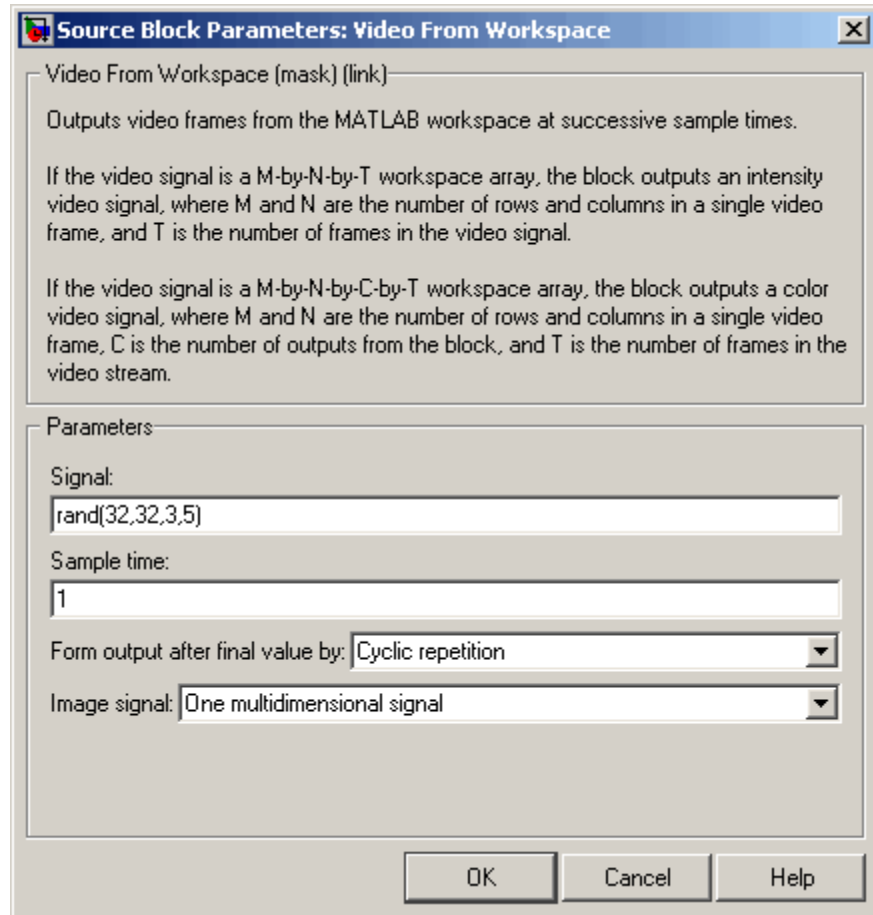 Source Block Parameters: Video From Workspace
Video From Workspace (mask) (link)
Outputs video frames from the MATLAB workspace at successive sample times.
If the video signal is a M-by-N-by-T workspace array, the block outputs an intensity
video signal, where M and N are the number of rows and columns in a single video
frame, and T is the number of frames in the video signal.
If the video signal is a M-by-N-by-C-by-T workspace array, the block outputs a color
video signal, where M and N are the number of rows and columns in a single video
frame, C is the number of outputs from the block, and T is the number of frames in the
video stream.
Parameters
Signal:
rand(32,32,3,5)
Sample time:
1
Form output after final value by: Cyclic repetition
Image signal: One multidimensional signal
OK Cancel Help